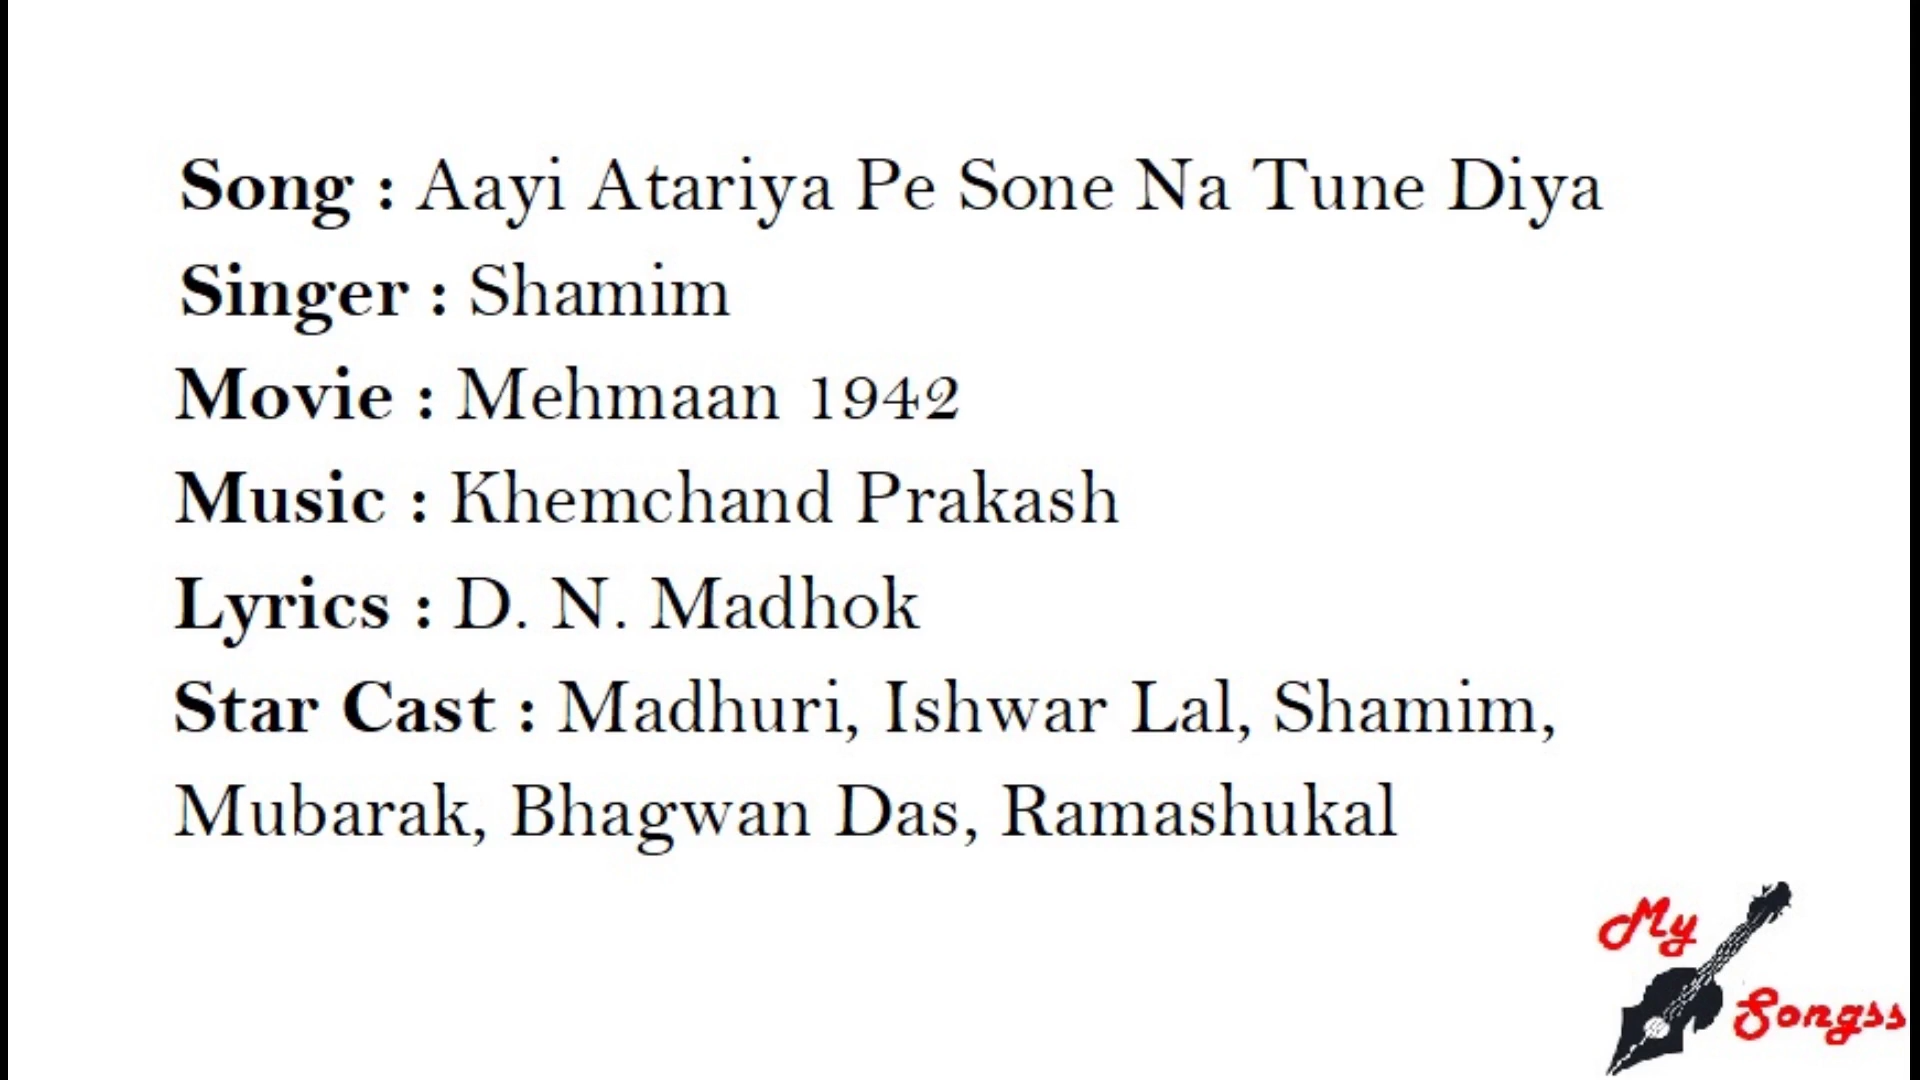 Song : Aayi Atariya Pe Sone Na Tune Diya
Singer : Shamim
Movie : Mehmaan 1942
Music : Khemchand Prakash
Lyrics : D. N. Madhok
Star Cast : Madhuri, Ishwar Lal, Shamim,
Mubarak, Bhagwan Das, Ramashukal
My
Songss